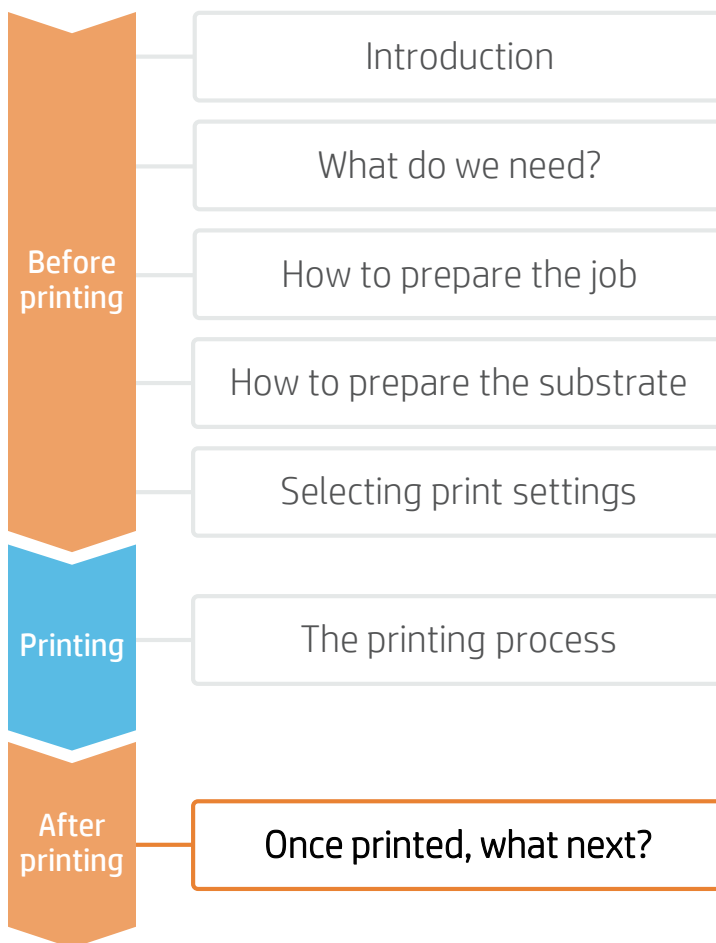 Introduction
What do we need?
Before
printing
How to prepare the job
How to prepare the substrate
Selecting print settings
Printing
The printing process
After
printing
Once printed, what next?